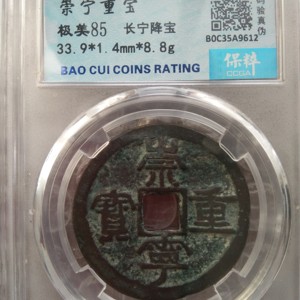 崇宁重宝
极美85 长宁降宝
33.9*1.4mm*8.8g
BAO CUI COINS RATING
验真伪
B0C35A9612
保粹
CCGA
崇寧重寶